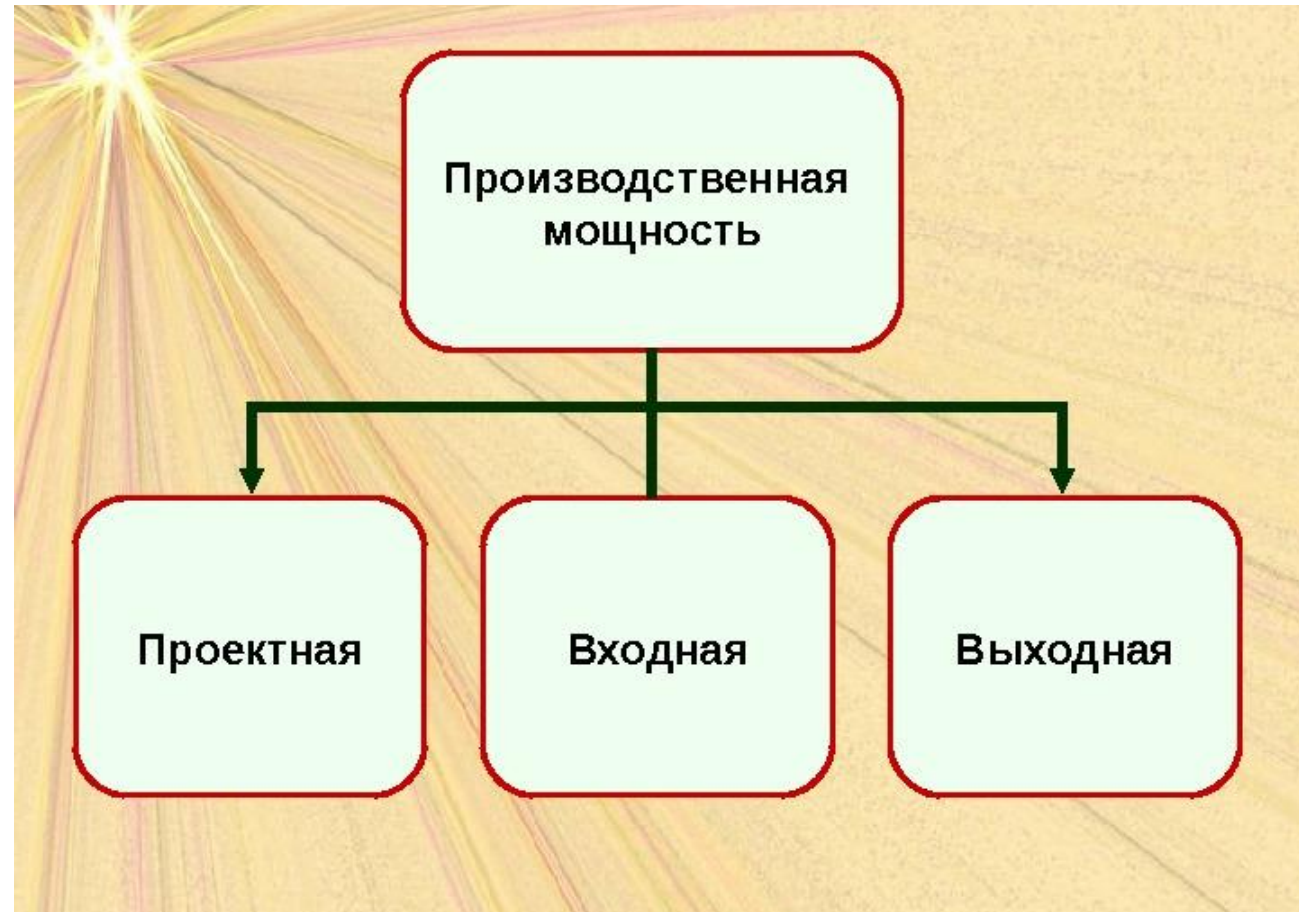 Производственная
мощность
Проектная
Входная
Выходная